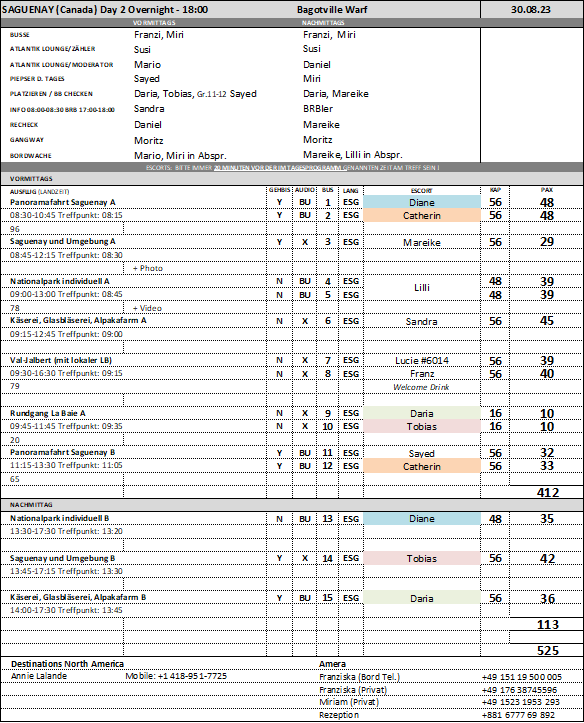 SAGUENAY (Canada) Day 2 Overnight - 18:00 Bagotville Warf 30.08.23
VORMITTAGS NACHMITTAGS
BUSSE Franzi, Miri Franzi, Miri
ATLANTIK LOUNGE/ZÄHLER Susi Susi
ATLANTIK LOUNGE/MODERATOR Mario Daniel
PIEPSER D. TAGES Sayed Miri
PLATZIEREN / BB CHECKEN Daria, Tobias, Gr.11-12 Sayed Daria, Mareike
INFO 08:00-08:30 BRB 17:00-18:00 Sandra BRBler
RECHECK Daniel Mareike
GANGWAY Moritz Moritz
BORDWACHE Mario, Miri in Abspr. Mareike, Lilli in Abspr.
ESCORTS: BITTE IMMER 20 MINUTEN VOR DER IM TAGESPROGRAMM GENANNTEN ZEIT AM TREFF SEIN !
VORMITTAGS
AUSFLUG (LANDZEIT) GEHBIS AUDIO BUS LANG ESCORT KAP PAX
Panoramafahrt Saguenay A Y BU 1 ESG Diane 56 48
08:30-10:45 Treffpunkt: 08:15 Y BU 2 ESG Catherin 56 48
96
Saguenay und Umgebung A Y X 3 ESG Mareike 56 29
08:45-12:15 Treffpunkt: 08:30
+ Photo
Nationalpark individuell A N BU 4 ESG Lilli 48 39
09:00-13:00 Treffpunkt: 08:45 N BU 5 ESG 48 39
78 + Video
Käserei, Glasbläserei, Alpakafarm A N X 6 ESG Sandra 56 45
09:15-12:45 Treffpunkt: 09:00
Val-Jalbert (mit lokaler LB) N X 7 ESG Lucie #6014 56 39
09:30-16:30 Treffpunkt: 09:15 N X 8 ESG Franz 56 40
79 Welcome Drink
Rundgang La Baie A N X 9 ESG Daria 16 10
09:45-11:45 Treffpunkt: 09:35 N X 10 ESG Tobias 16 10
20
Panoramafahrt Saguenay B Y BU 11 ESG Sayed 56 32
11:15-13:30 Treffpunkt: 11:05 Y BU 12 ESG Catherin 56 33
65
412
NACHMITTAG
Nationalpark individuell B N BU 13 ESG Diane 48 35
13:30-17:30 Treffpunkt: 13:20
Saguenay und Umgebung B Y X 14 ESG Tobias 56 42
13:45-17:15 Treffpunkt: 13:30
Käserei, Glasbläserei, Alpakafarm B Y BU 15 ESG Daria 56 36
14:00-17:30 Treffpunkt: 13:45
113
525
Destinations North America Amera
Annie Lalande Mobile: +1 418-951-7725 Franziska (Bord Tel.) +49 151 19 500 005
Franziska (Privat) +49 176 38745596
Miriam (Privat) +49 1523 1953 293
Rezeption +881 6777 69 892